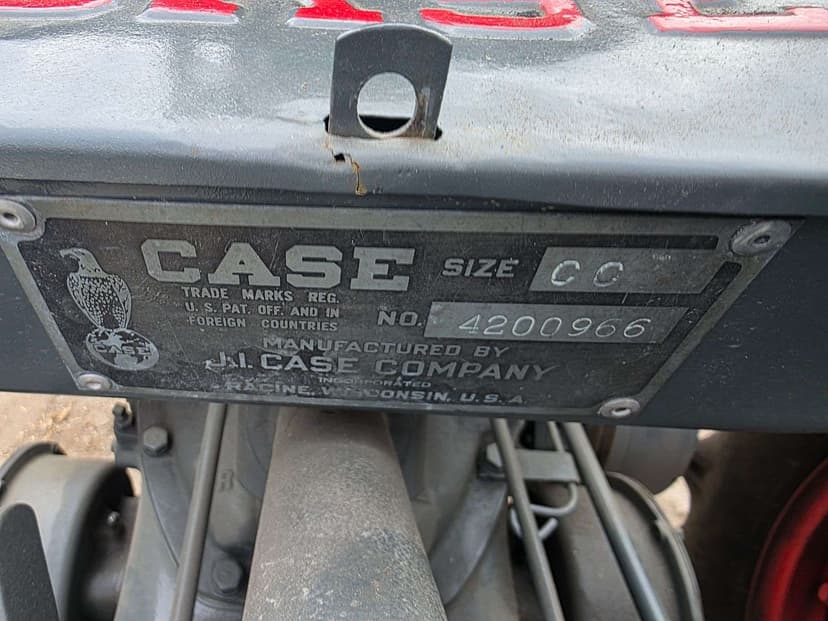 CASE SIZE CC
TRADE MARKS REG.
U.S. PAT. OFF. AND IN
FOREIGN COUNTRIES
NO. 4200966
MANUFACTURED BY
J.I. CASE COMPANY
INCORPORATED
RACINE, WISCONSIN, U.S.A.
CASE